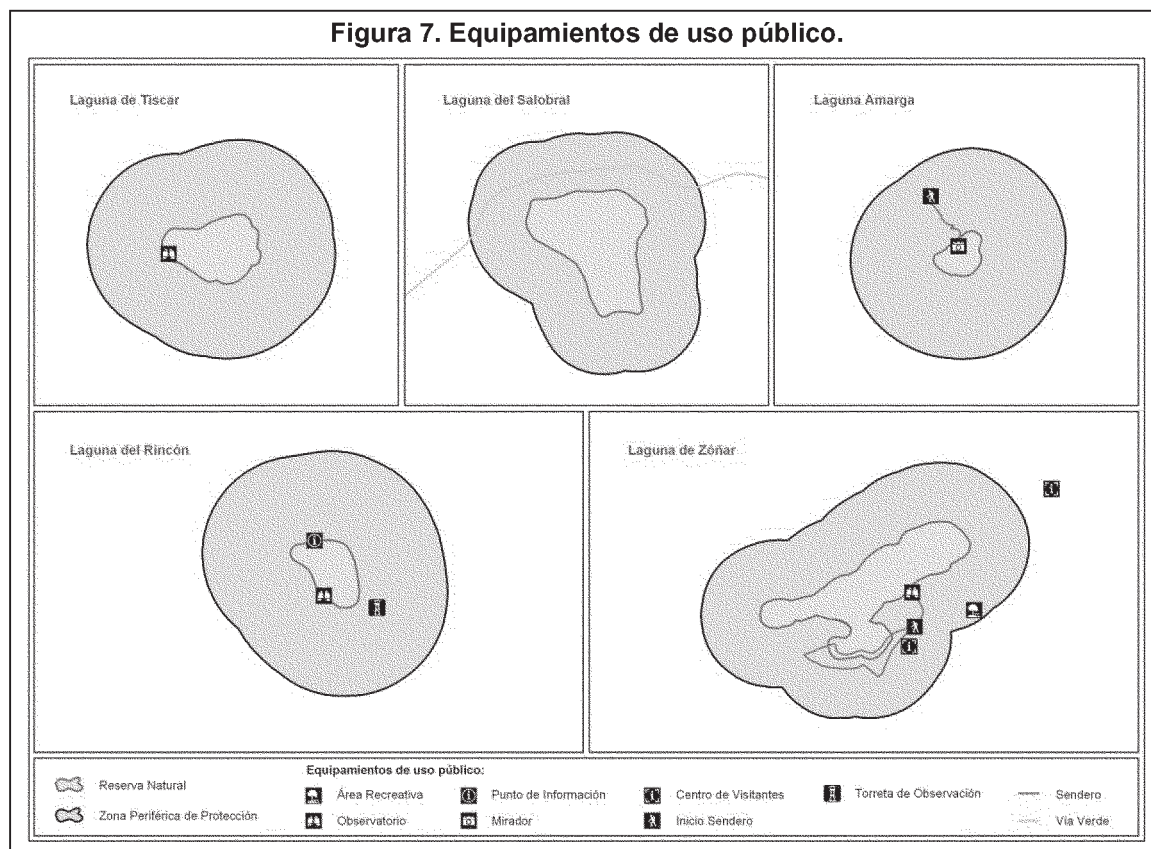 Figura 7. Equipamientos de uso público.
Laguna de Tíscar
Laguna del Salobral
Laguna Amarga
Laguna del Rincón
Laguna de Zóñar
Equipamientos de uso público:
Reserva Natural
Área Recreativa
Punto de Información
Centro de Visitantes
Torreta de Observación
Sendero
Zona Periférica de Protección
Observatorio
Mirador
Inicio Sendero
Vía Verde